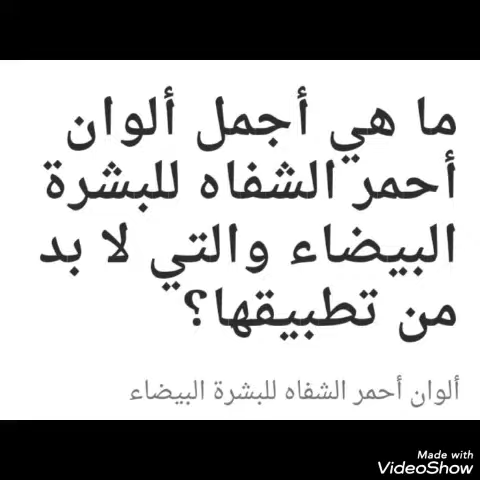 ما هي أجمل ألوان
أحمر الشفاه للبشرة
البيضاء والتي لا بد
من تطبيقها؟
ألوان أحمر الشفاه للبشرة البيضاء
Made with
VideoShow